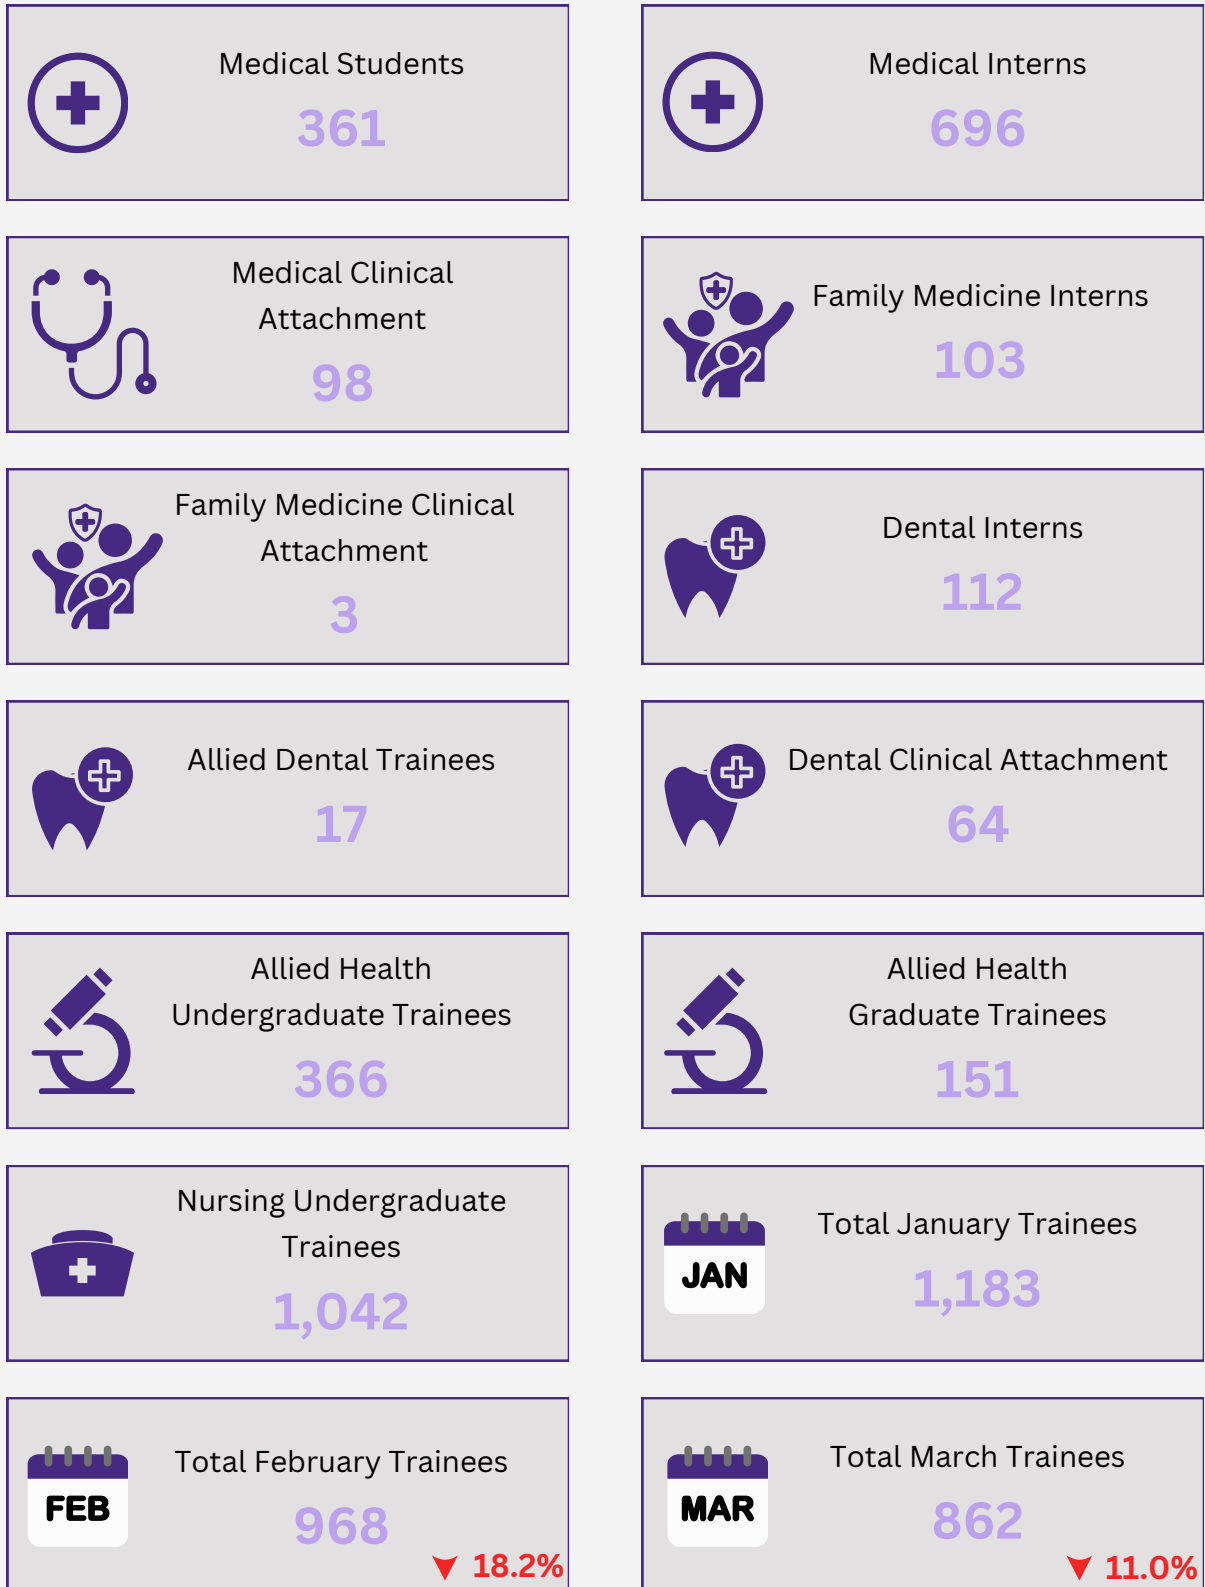 Medical Students
361
Medical Interns
696
Medical Clinical
Attachment
98
Family Medicine Interns
103
Family Medicine Clinical
Attachment
3
Dental Interns
112
Allied Dental Trainees
17
Dental Clinical Attachment
64
Allied Health
Undergraduate Trainees
366
Allied Health
Graduate Trainees
151
Nursing Undergraduate
Trainees
1,042
JAN
Total January Trainees
1,183
FEB
Total February Trainees
968
18.2%
MAR
Total March Trainees
862
11.0%